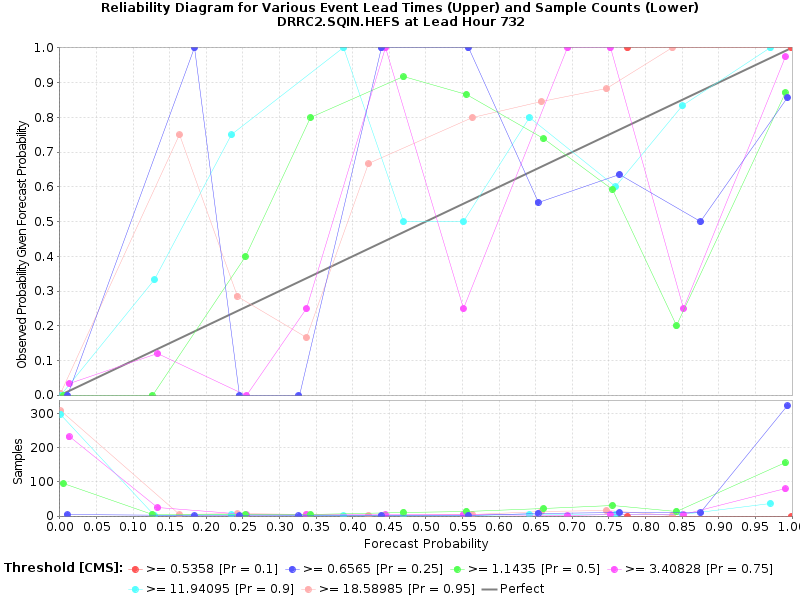 Reliability Diagram for Various Event Lead Times (Upper) and Sample Counts (Lower)
DRRC2.SQIN.HEFS at Lead Hour 732
Observed Probability Given Forecast Probability
1.0
0.9
0.8
0.7
0.6
0.5
0.4
0.3
0.2
0.1
0.0
Samples
300
200
100
0
0.00 0.05 0.10 0.15 0.20 0.25 0.30 0.35 0.40 0.45 0.50 0.55 0.60 0.65 0.70 0.75 0.80 0.85 0.90 0.95 1.00
Forecast Probability
Threshold [CMS]: >= 0.5358 [Pr = 0.1] >= 0.6565 [Pr = 0.25] >= 1.1435 [Pr = 0.5] >= 3.40828 [Pr = 0.75]
>= 11.94095 [Pr = 0.9] >= 18.58985 [Pr = 0.95] Perfect